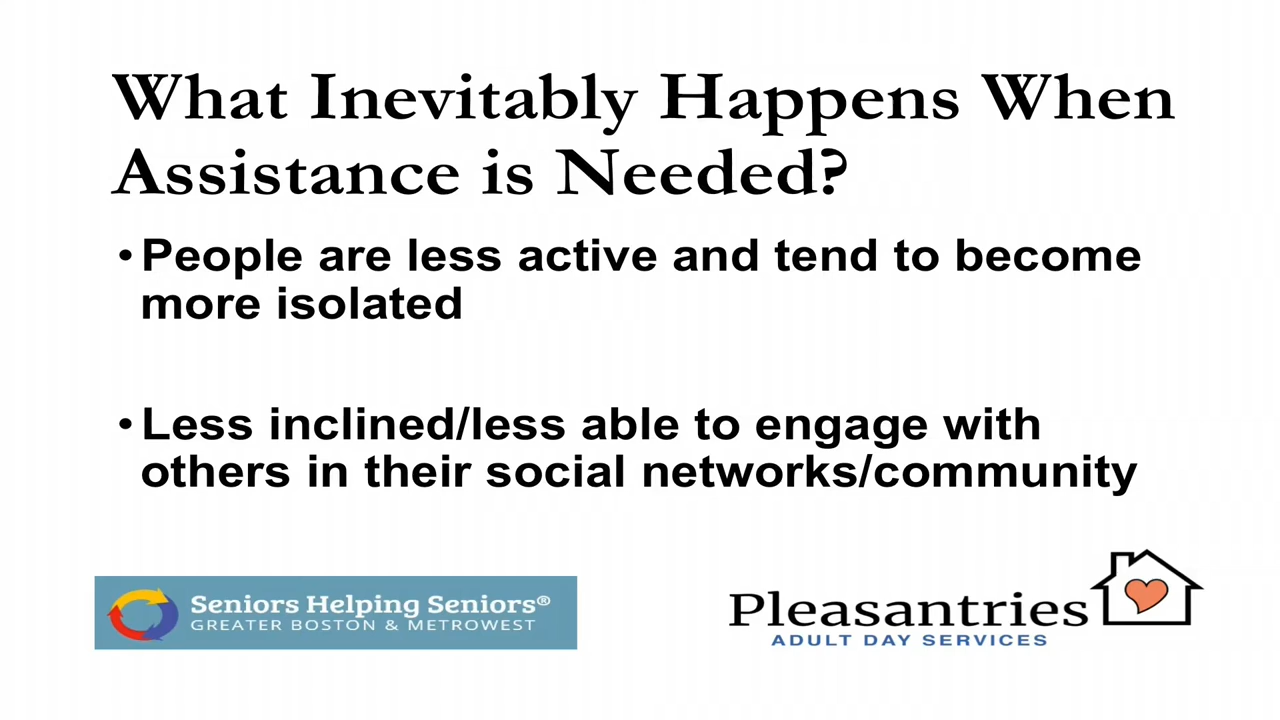 What Inevitably Happens When
Assistance is Needed?
•People are less active and tend to become
more isolated
•Less inclined/less able to engage with
others in their social networks/community
Seniors Helping Seniors®
GREATER BOSTON & METROWEST
Pleasantries
ADULT DAY SERVICES